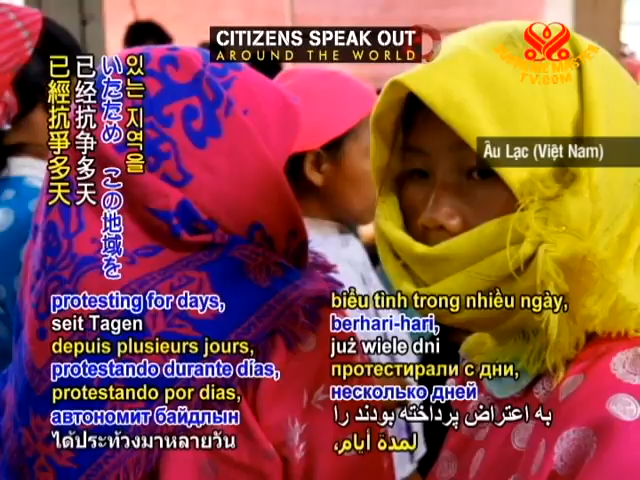 CITIZENS SPEAK OUT
AROUND THE WORLD
SUPREME MASTER
TV.COM
Âu Lạc (Việt Nam)
있는 지역을
いたため この地域を
已经抗争多天
已經抗爭多天
protesting for days,
seit Tagen
depuis plusieurs jours,
protestando durante días,
protestando por dias,
автономит байдлын
ได้ประท้วงมาหลายวัน
biểu tình trong nhiều ngày,
berhari-hari,
już wiele dni
протестирали с дни,
несколько дней
به اعتراض پرداخته بودند را
لمدة أيام،